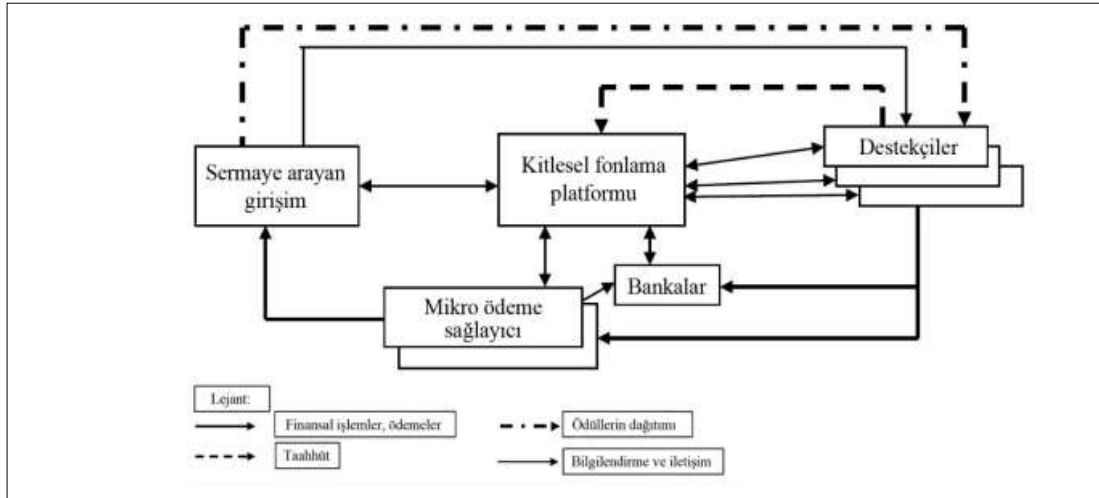 Destekçiler
Sermaye arayan
girişim
Kitlesel fonlama
platformu
Bankalar
Mikro ödeme
sağlayıcı
Lejant:
Finansal işlemler, ödemeler
Ödüllerin dağıtımı
Taahhüt
Bilgilendirme ve iletişim